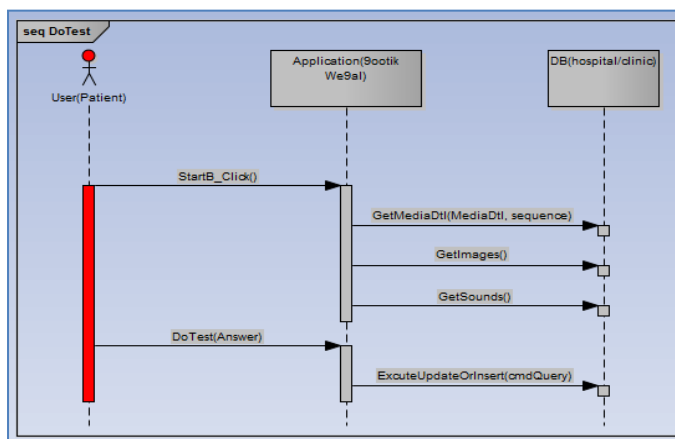 seq DoTest
User(Patient)
Application(9ootik
We9al)
DB(hospital/clinic)
StartB_Click()
GetMediaDtl(MediaDtl, sequence)
GetImages()
GetSounds()
DoTest(Answer)
ExcuteUpdateOrInsert(cmdQuery)